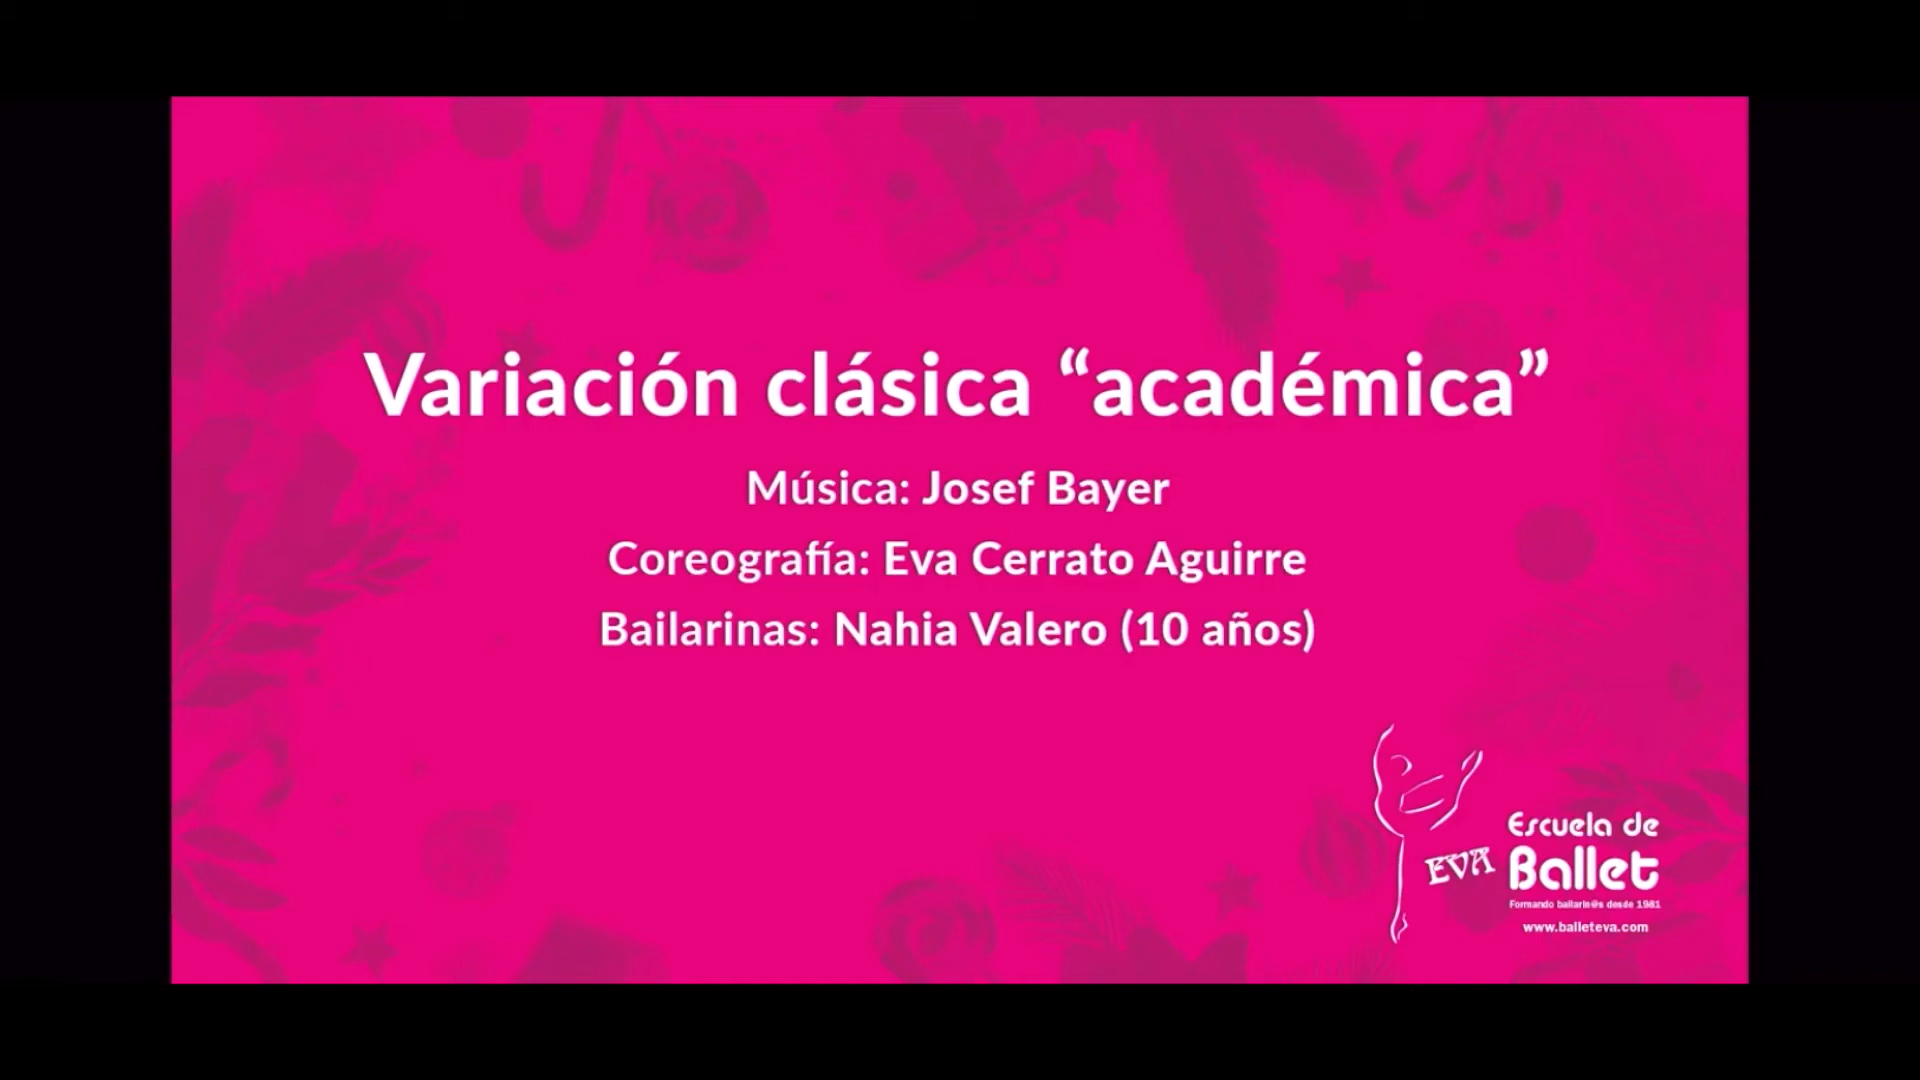 Variación clásica “académica”
Música: Josef Bayer
Coreografía: Eva Cerrato Aguirre
Bailarinas: Nahia Valero (10 años)
Escuela de
EVA Ballet
Formando bailarin@s desde 1981
www.balleteva.com